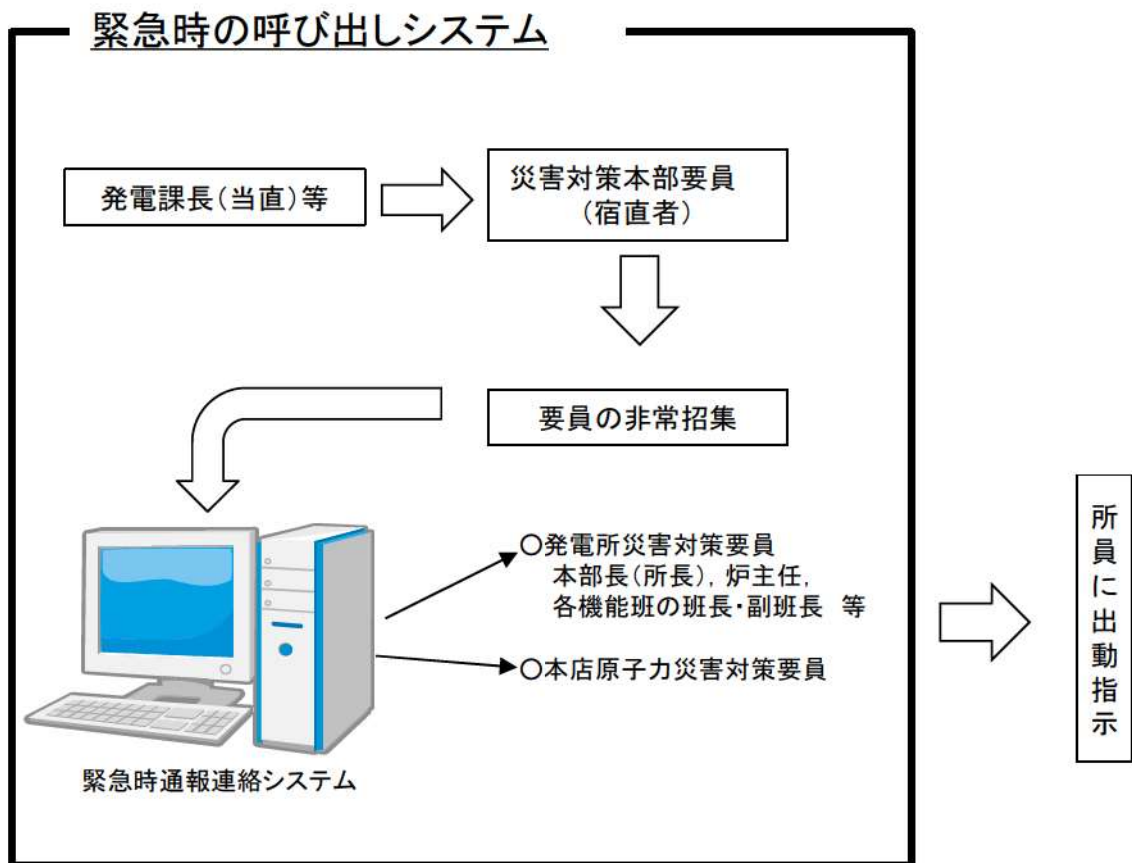 緊急時の呼び出しシステム
発電課長(当直)等
災害対策本部要員
(宿直者)
要員の非常招集
○発電所災害対策要員
本部長(所長),炉主任,
各機能班の班長・副班長 等
○本店原子力災害対策要員
緊急時通報連絡システム
所員に出動指示